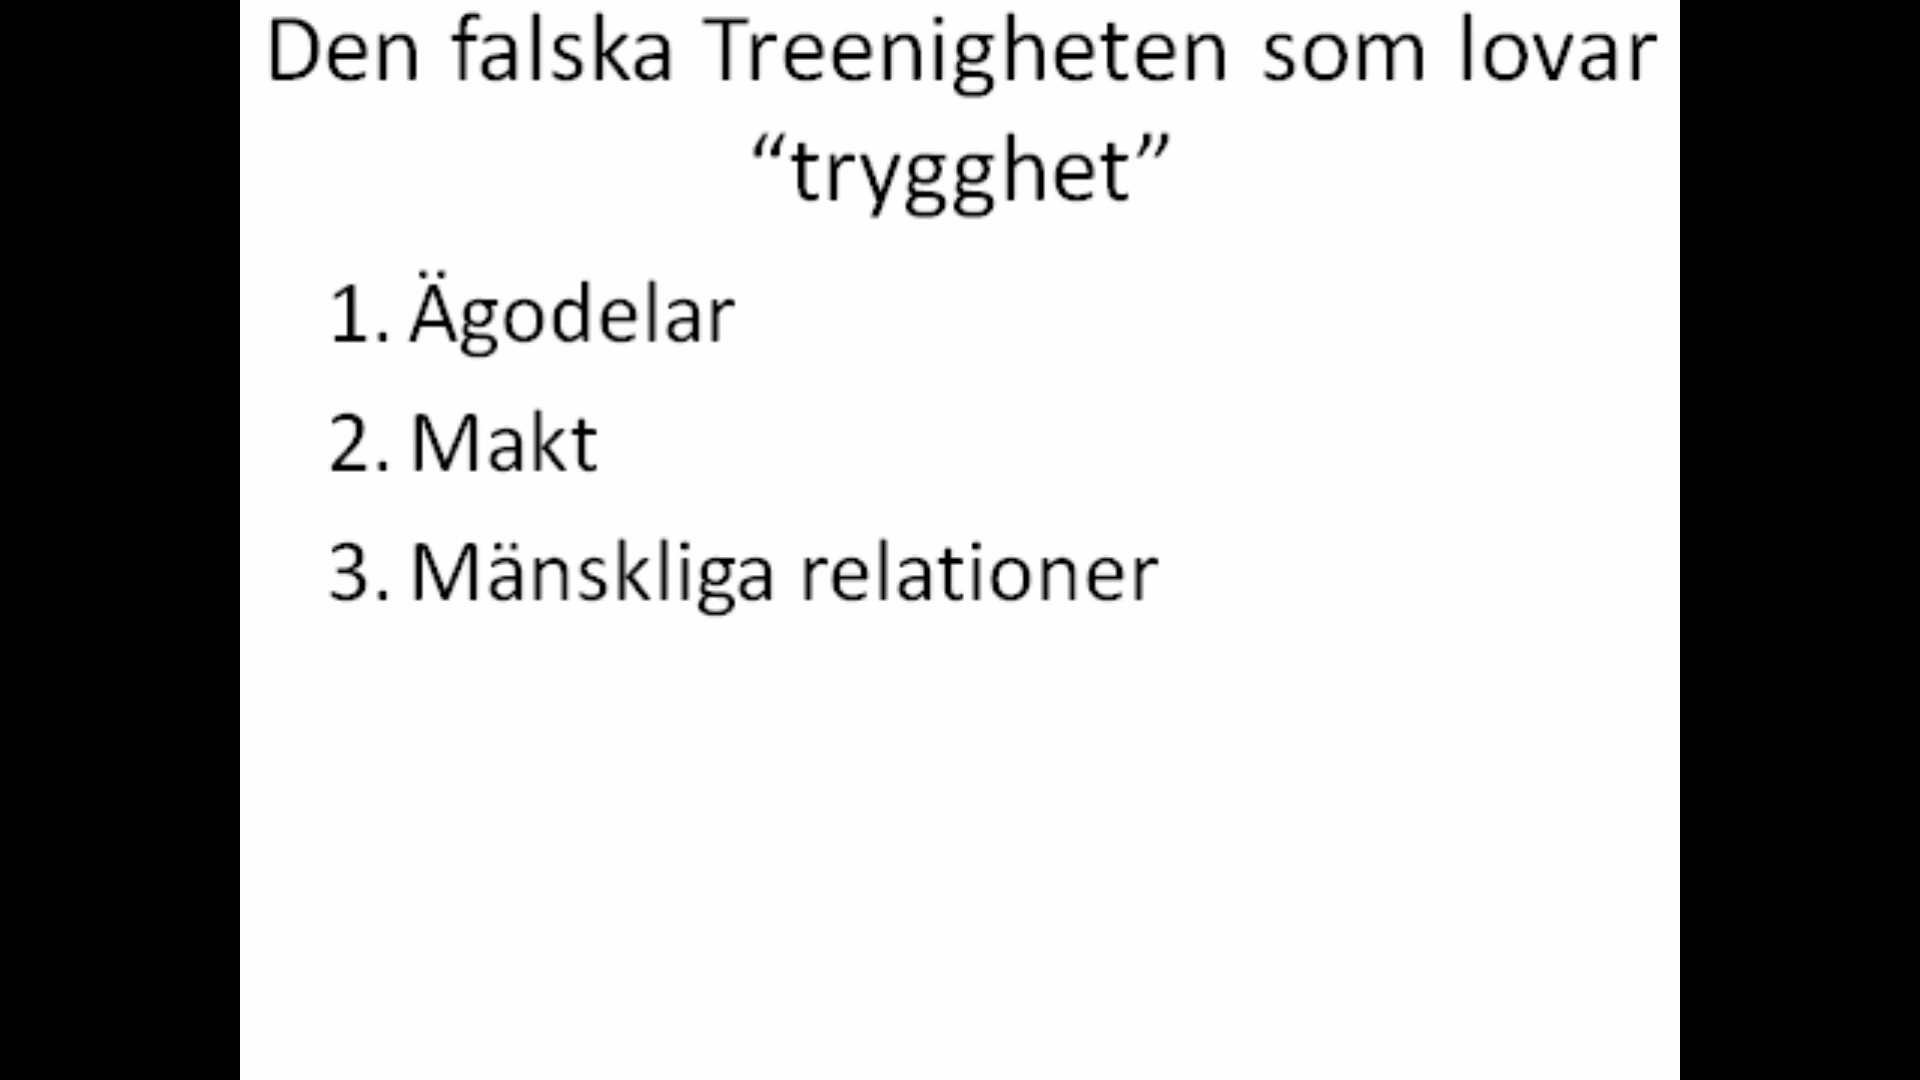 Den falska Treenigheten som lovar
“trygghet”
1. Ägodelar
2. Makt
3. Mänskliga relationer